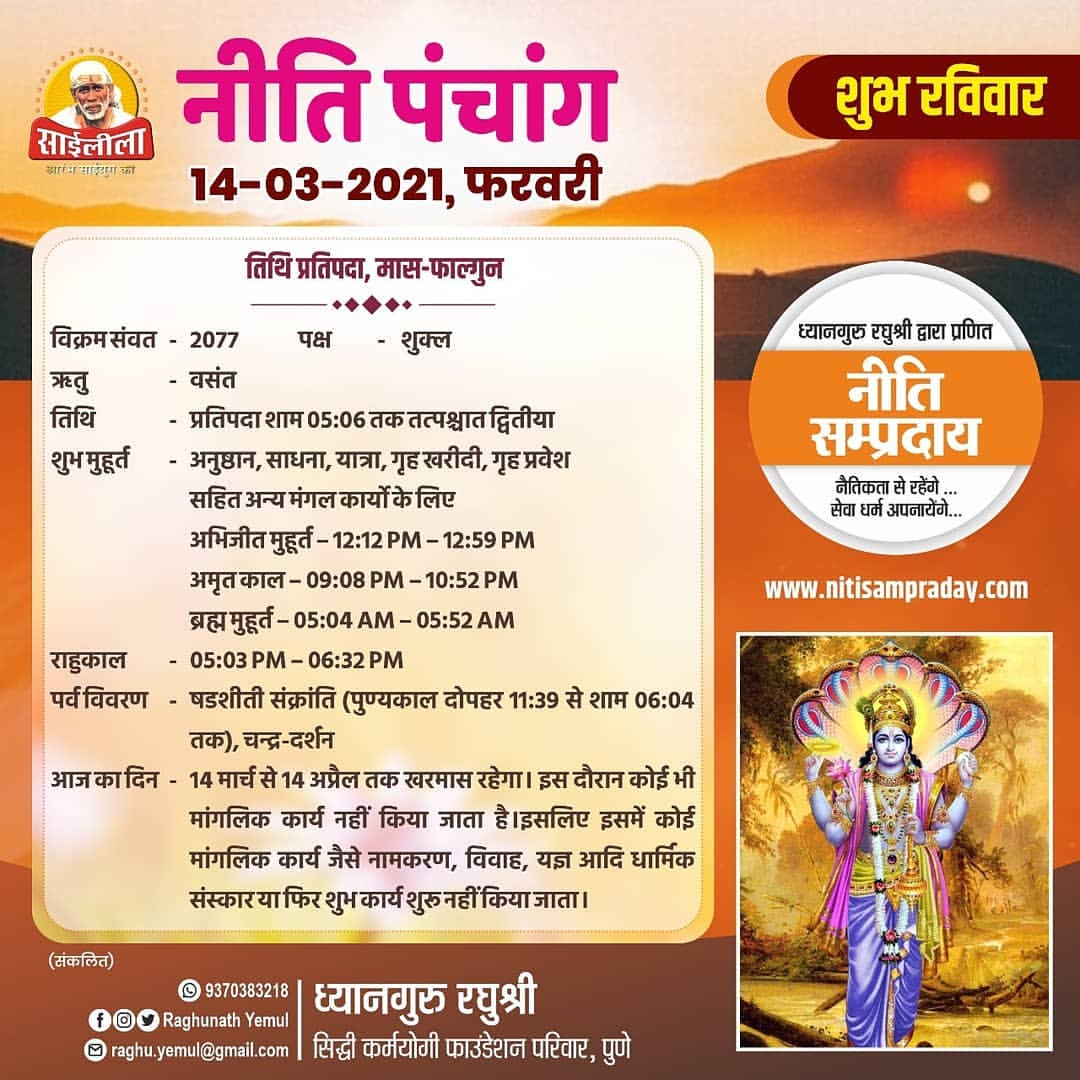 साईलीला
आरंभ साईयुग का
नीति पंचांग
14-03-2021, फरवरी
शुभ रविवार
तिथि प्रतिपदा, मास-फाल्गुन
विक्रम संवत - 2077 पक्ष - शुक्ल
ऋतु - वसंत
तिथि - प्रतिपदा शाम 05:06 तक तत्पश्चात द्वितीया
शुभ मुहूर्त - अनुष्ठान, साधना, यात्रा, गृह खरीदी, गृह प्रवेश
सहित अन्य मंगल कार्यो के लिए
अभिजीत मुहूर्त – 12:12 PM – 12:59 PM
अमृत काल – 09:08 PM – 10:52 PM
ब्रह्म मुहूर्त – 05:04 AM – 05:52 AM
राहुकाल - 05:03 PM – 06:32 PM
पर्व विवरण - षडशीती संक्रांति (पुण्यकाल दोपहर 11:39 से शाम 06:04
तक), चन्द्र-दर्शन
आज का दिन - 14 मार्च से 14 अप्रैल तक खरमास रहेगा। इस दौरान कोई भी
मांगलिक कार्य नहीं किया जाता है।इसलिए इसमें कोई
मांगलिक कार्य जैसे नामकरण, विवाह, यज्ञ आदि धार्मिक
संस्कार या फिर शुभ कार्य शुरू नहीं किया जाता।
ध्यानगुरु रघुश्री द्वारा प्रणित
नीति
सम्प्रदाय
नैतिकता से रहेंगे ...
सेवा धर्म अपनायेंगे...
www.nitisampraday.com
(संकलित)
9370383218
Raghunath Yemul
raghu.yemul@gmail.com
ध्यानगुरु रघुश्री
सिद्धी कर्मयोगी फाउंडेशन परिवार, पुणे